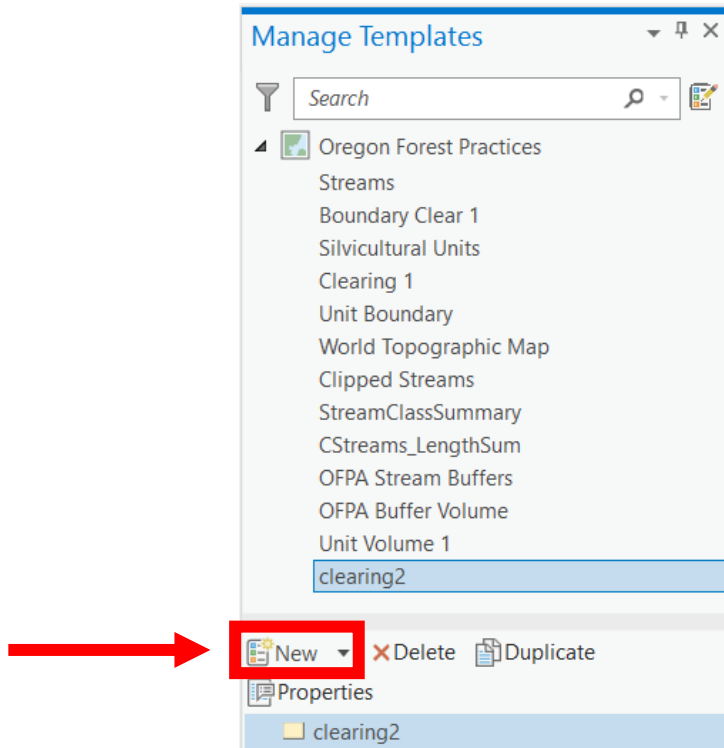 Manage Templates
Search
Oregon Forest Practices
Streams
Boundary Clear 1
Silvicultural Units
Clearing 1
Unit Boundary
World Topographic Map
Clipped Streams
StreamClassSummary
CStreams_LengthSum
OFPA Stream Buffers
OFPA Buffer Volume
Unit Volume 1
clearing2
New Delete Duplicate
Properties
clearing2